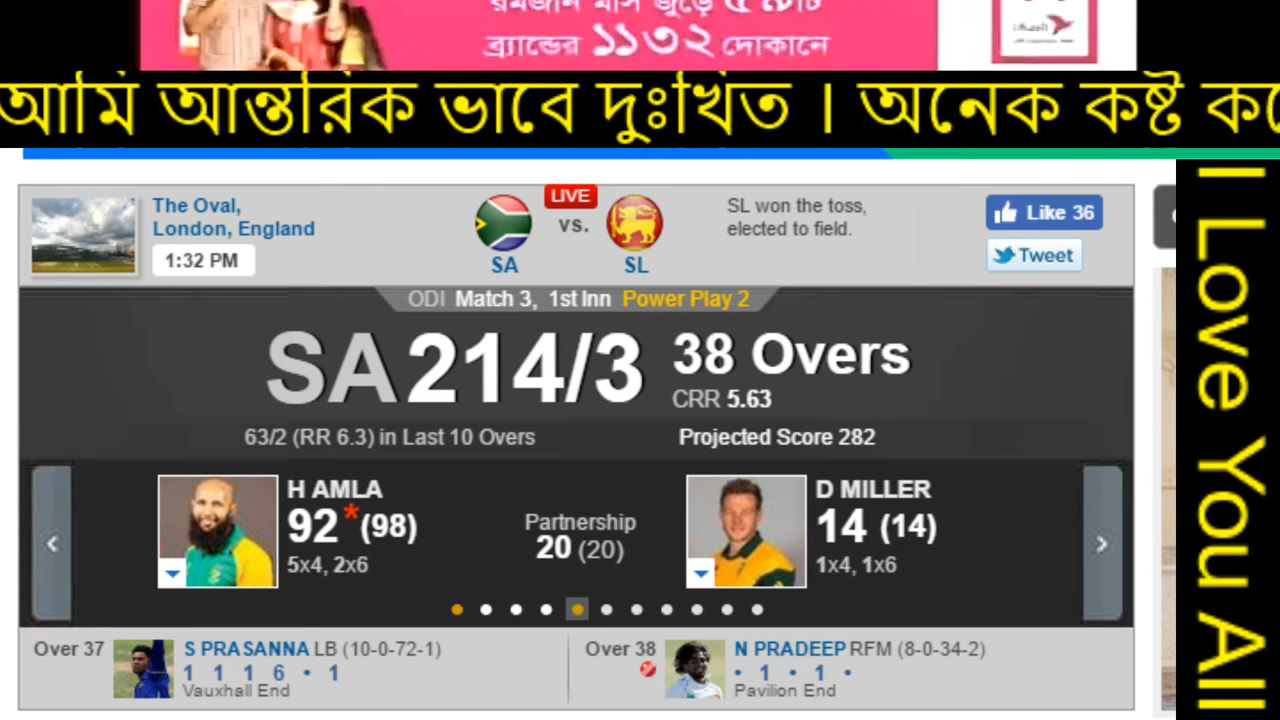 রমজান মাস জুড়ে ৫
ব্র্যান্ডের ১১৩২ দোকানে
bKash
আমি আন্তরিক ভাবে দুঃখিত । অনেক কষ্ট
I Love You All
The Oval,
London, England
1:32 PM
LIVE
vs.
SA
SL
SL won the toss,
elected to field.
Like 36
Tweet
ODI Match 3, 1st Inn Power Play 2
SA 214/3 38 Overs
CRR 5.63
63/2 (RR 6.3) in Last 10 Overs
Projected Score 282
H AMLA
92*(98)
5x4, 2x6
Partnership
20 (20)
D MILLER
14 (14)
1x4, 1x6
Over 37
S PRASANNA LB (10-0-72-1)
1 1 1 6 • 1
Vauxhall End
Over 38
N PRADEEP RFM (8-0-34-2)
• 1 • 1 •
Pavilion End